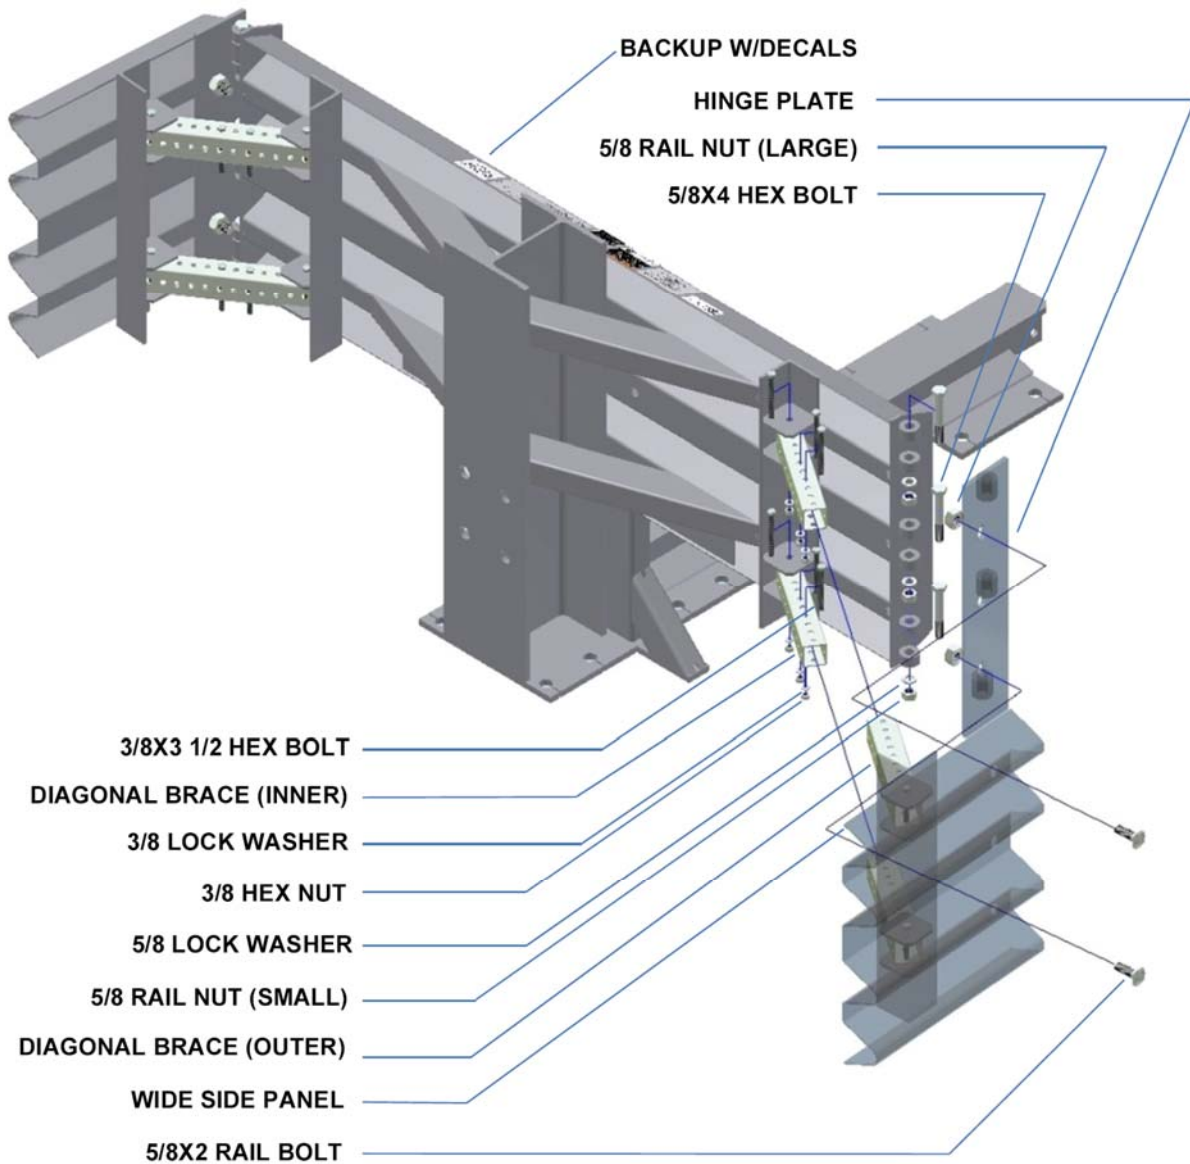 BACKUP W/DECALS
HINGE PLATE
5/8 RAIL NUT (LARGE)
5/8X4 HEX BOLT
3/8X3 1/2 HEX BOLT
DIAGONAL BRACE (INNER)
3/8 LOCK WASHER
3/8 HEX NUT
5/8 LOCK WASHER
5/8 RAIL NUT (SMALL)
DIAGONAL BRACE (OUTER)
WIDE SIDE PANEL
5/8X2 RAIL BOLT